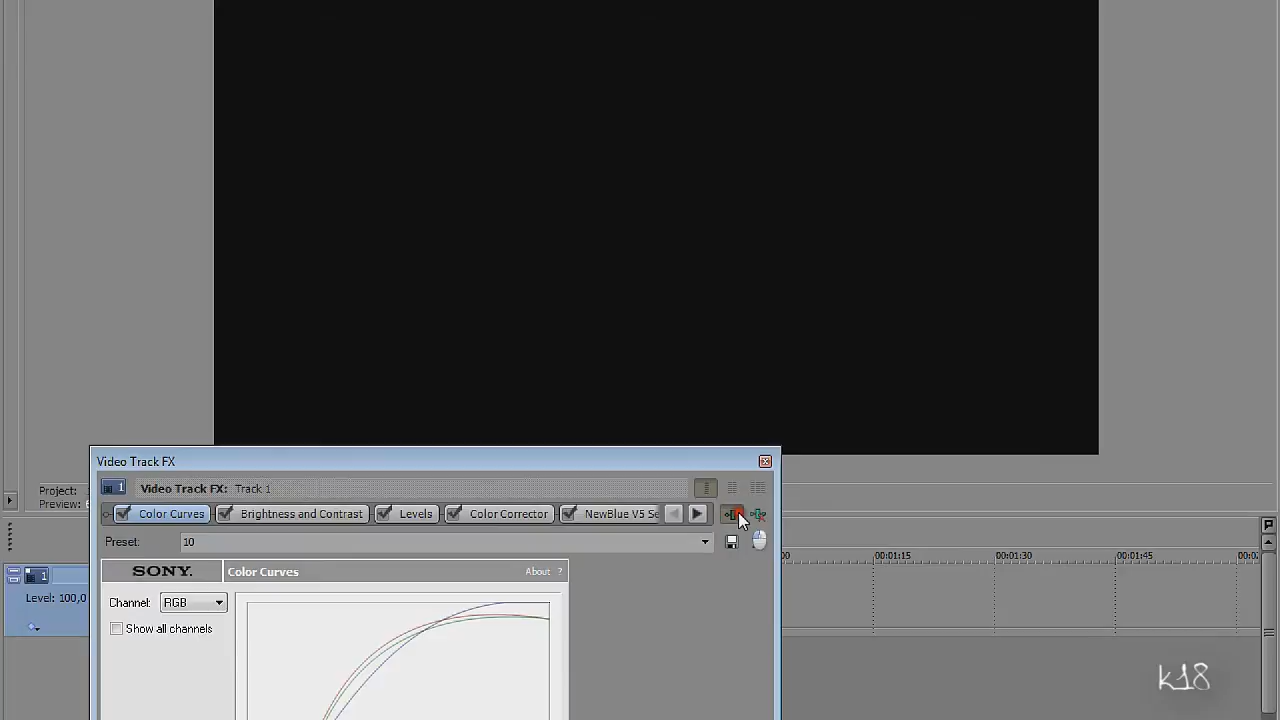 Project:
Preview:
Video Track FX
1 Video Track FX: Track 1
Color Curves Brightness and Contrast Levels Color Corrector NewBlue V5 Se
Preset: 10
SONY. Color Curves About ?
Channel: RGB
Show all channels
00:01:15 00:01:30 00:01:45
1
Level: 100,0
k18